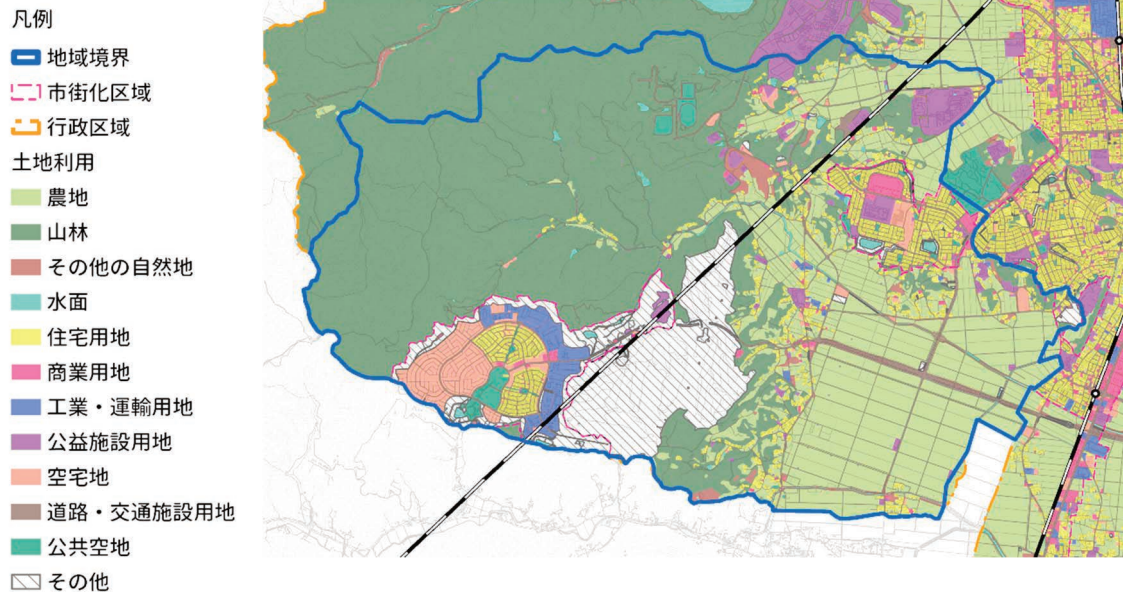 凡例
地域境界
市街化区域
行政区域
土地利用
農地
山林
その他の自然地
水面
住宅用地
商業用地
工業・運輸用地
公益施設用地
空宅地
道路・交通施設用地
公共空地
その他